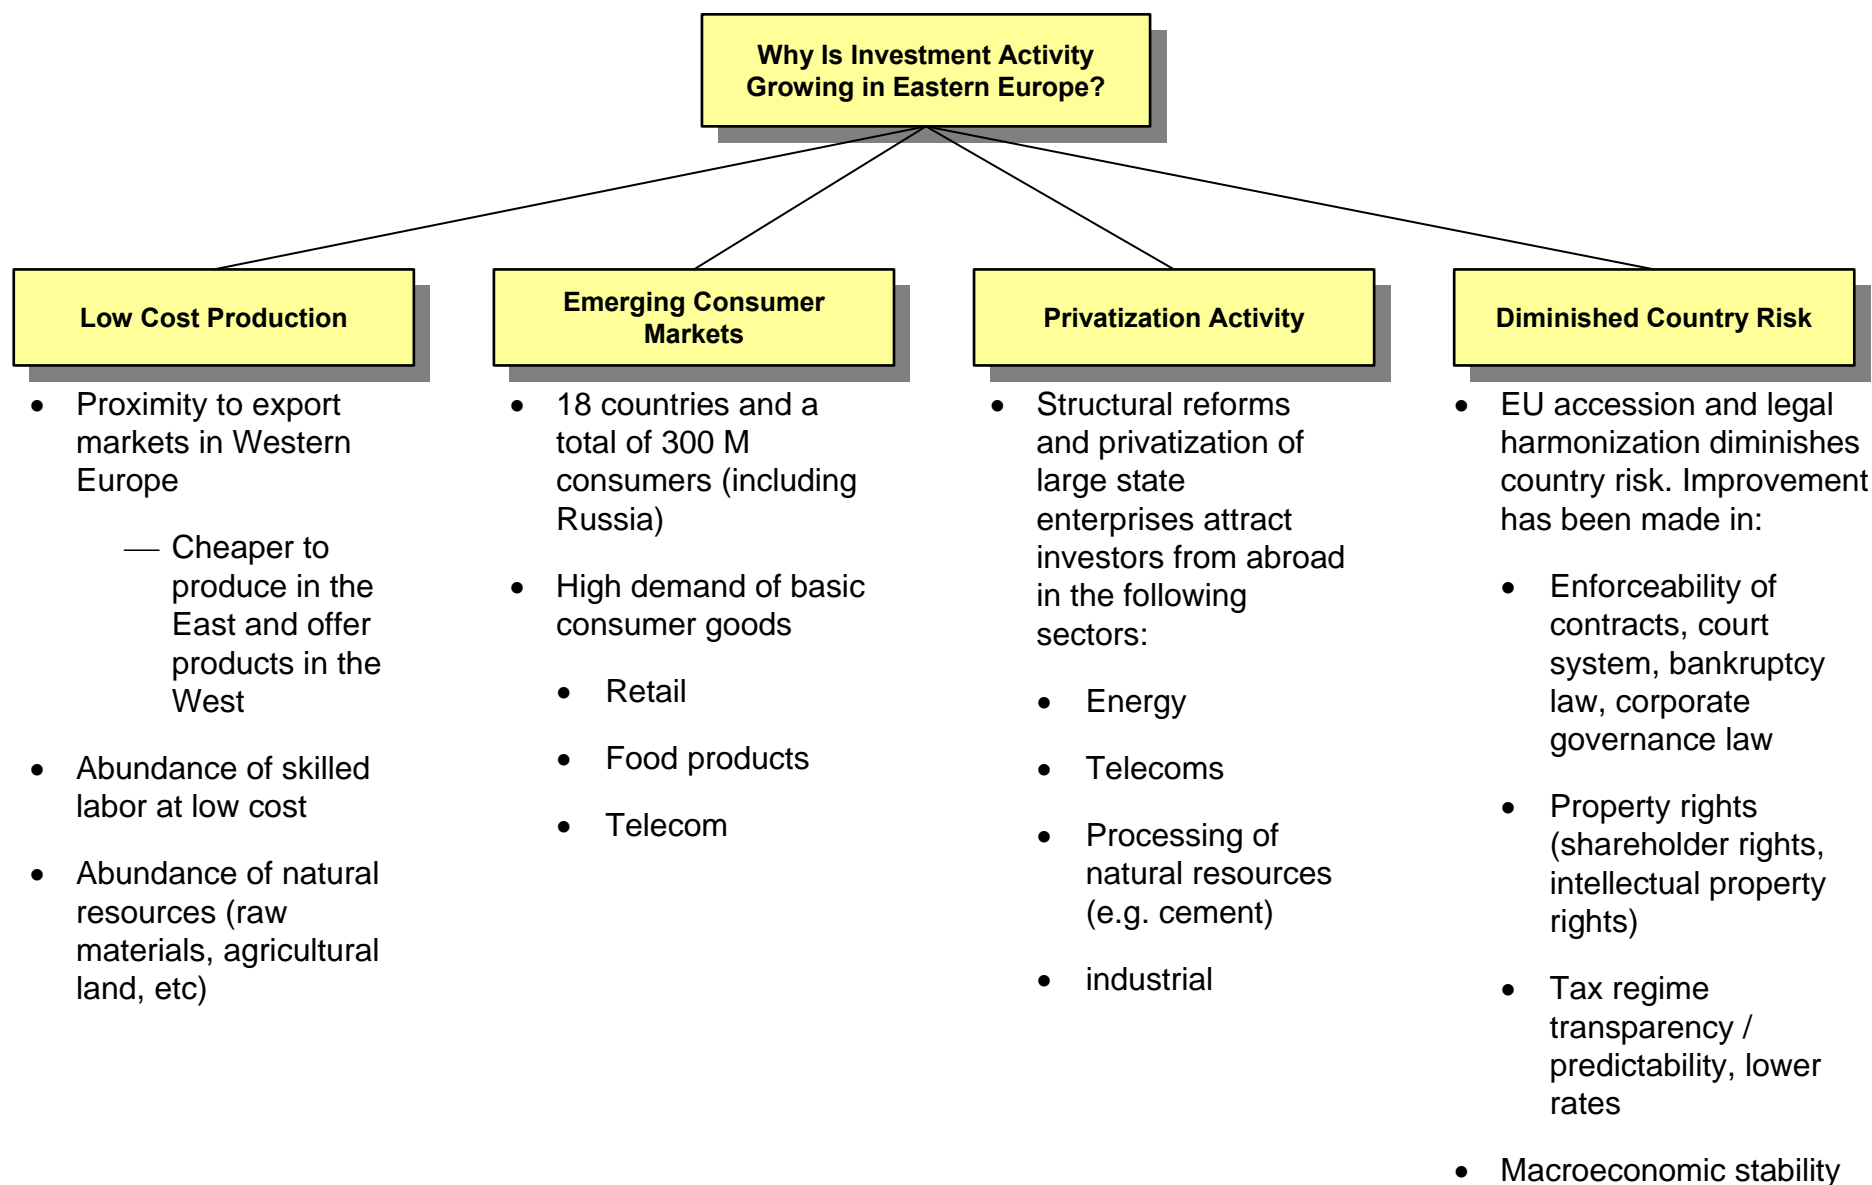 Why Is Investment Activity
Growing in Eastern Europe?
Low Cost Production
• Proximity to export
markets in Western
Europe
— Cheaper to
produce in the
East and offer
products in the
West
• Abundance of skilled
labor at low cost
• Abundance of natural
resources (raw
materials, agricultural
land, etc)
Emerging Consumer
Markets
• 18 countries and a
total of 300 M
consumers (including
Russia)
• High demand of basic
consumer goods
• Retail
• Food products
• Telecom
Privatization Activity
• Structural reforms
and privatization of
large state
enterprises attract
investors from abroad
in the following
sectors:
• Energy
• Telecoms
• Processing of
natural resources
(e.g. cement)
• industrial
Diminished Country Risk
• EU accession and legal
harmonization diminishes
country risk. Improvement
has been made in:
• Enforceability of
contracts, court
system, bankruptcy
law, corporate
governance law
• Property rights
(shareholder rights,
intellectual property
rights)
• Tax regime
transparency /
predictability, lower
rates
• Macroeconomic stability